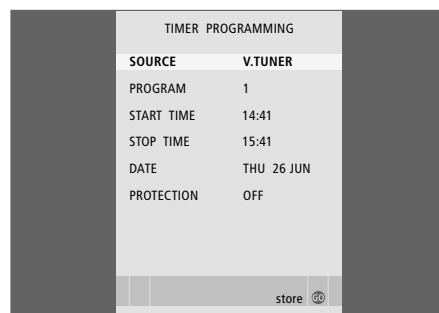 TIMER PROGRAMMING
SOURCE V.TUNER
PROGRAM 1
START TIME 14:41
STOP TIME 15:41
DATE THU 26 JUN
PROTECTION OFF
store GO